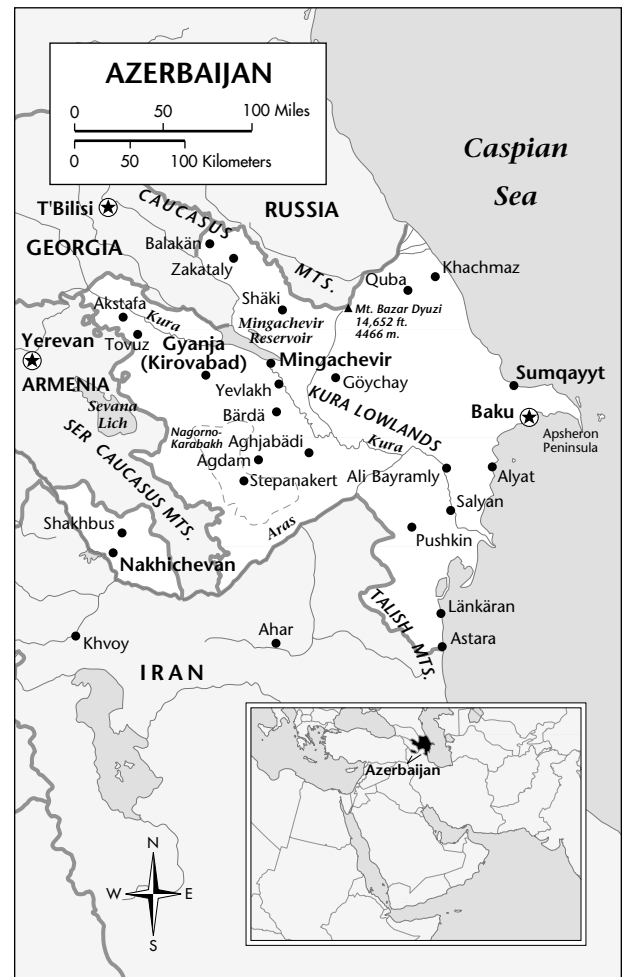 AZERBAIJAN
0 50 100 Miles
0 50 100 Kilometers
Caspian
Sea
T'Bilisi
CAUCASUS
MTS.
RUSSIA
GEORGIA
Balakän
Zakataly
Quba
Khachmaz
Shäki
Mt. Bazar Dyuzi
14,652 ft.
4466 m.
Akstafa
Kura
Mingachevir
Reservoir
Yerevan
Tovuz
Gyanja
(Kirovabad)
Mingachevir
ARMENIA
Yevlakh
Göychay
Sumqayyt
Sevana
Lich
Bärdä
KURA LOWLANDS
Baku
Apsheron
Peninsula
Nagorno-
Karabakh
Aghjabädi
Kura
SER CAUCASUS MTS.
Agdam
Ali Bayramly
Alyat
Stepanakert
Salyan
Shakhbus
Aras
Pushkin
Nakhichevan
TALISH MTS.
Länkäran
Khvoy
Ahar
Astara
IRAN
Azerbaijan
N
W E
S